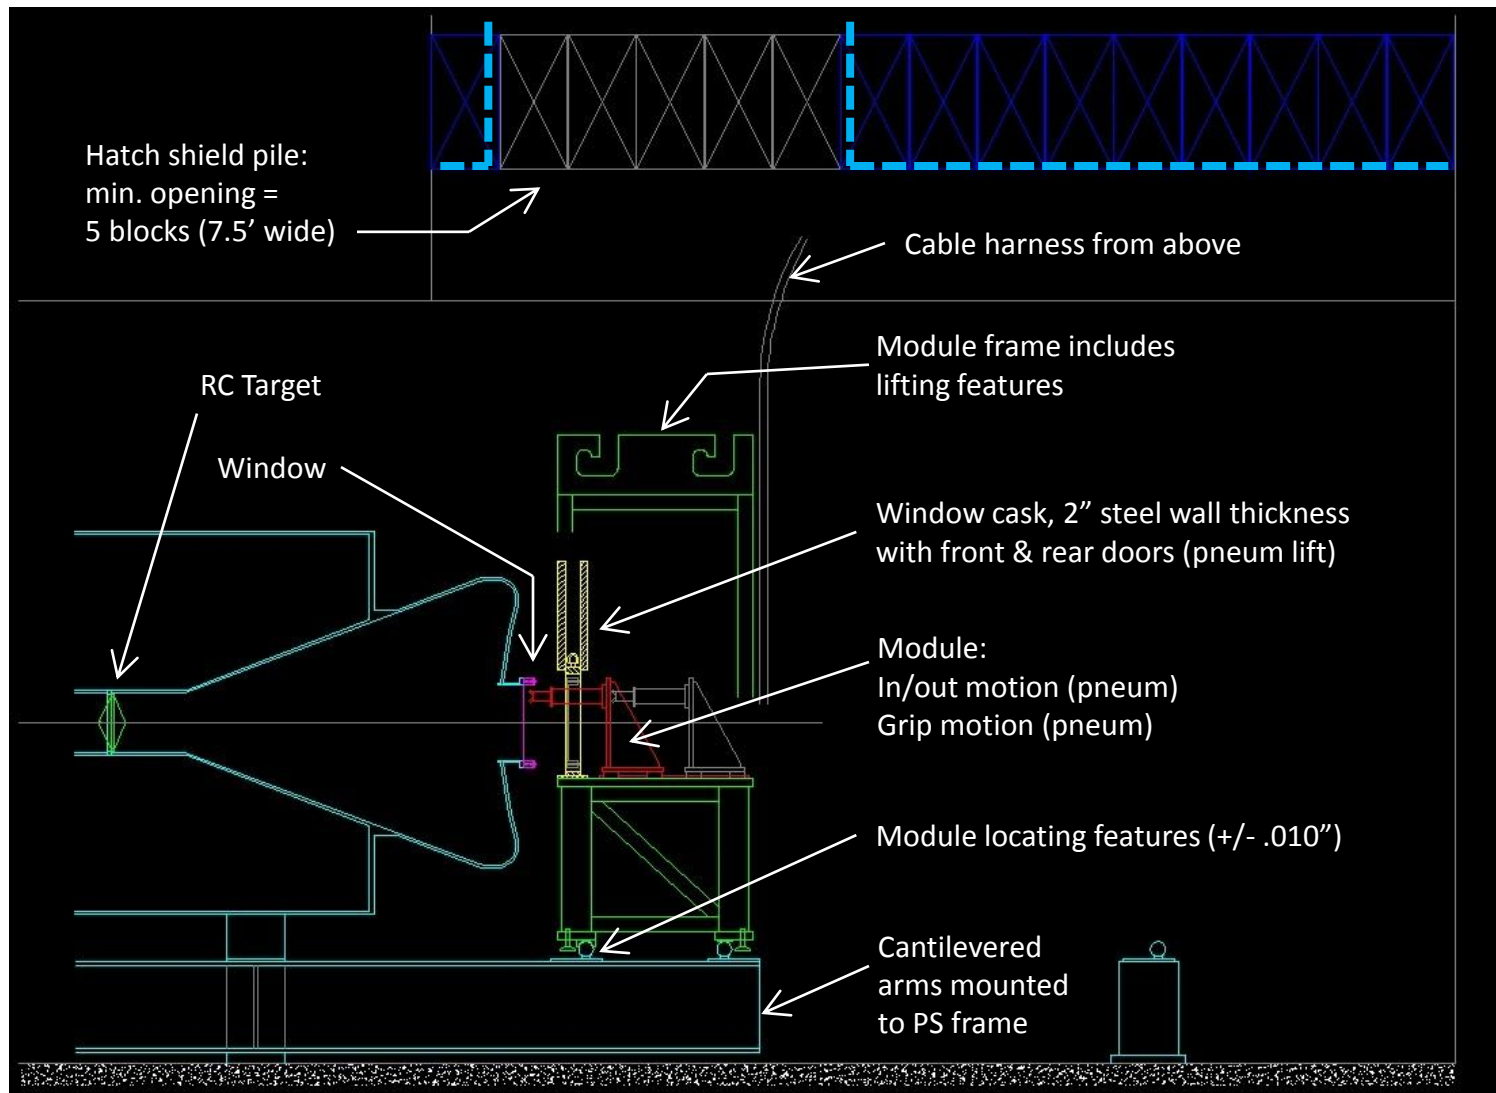 Hatch shield pile:
min. opening =
5 blocks (7.5’ wide)
Cable harness from above
Module frame includes
lifting features
RC Target
Window
Window cask, 2” steel wall thickness
with front & rear doors (pneum lift)
Module:
In/out motion (pneum)
Grip motion (pneum)
Module locating features (+/- .010”)
Cantilevered
arms mounted
to PS frame